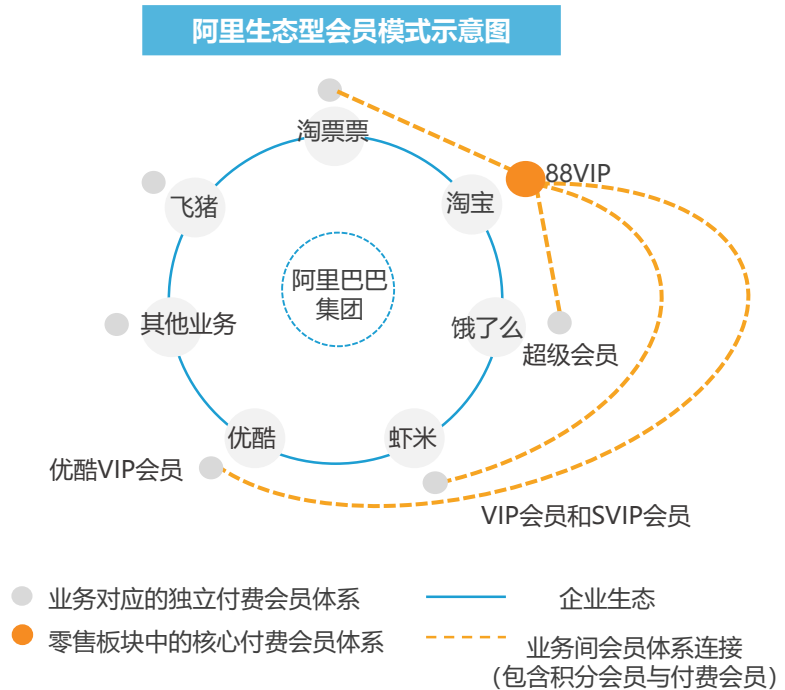 阿里生态型会员模式示意图
淘票票
88VIP
飞猪
淘宝
阿里巴巴
集团
其他业务
饿了么
超级会员
优酷
虾米
优酷VIP会员
VIP会员和SVIP会员
业务对应的独立付费会员体系
企业生态
零售板块中的核心付费会员体系
业务间会员体系连接
（包含积分会员与付费会员）